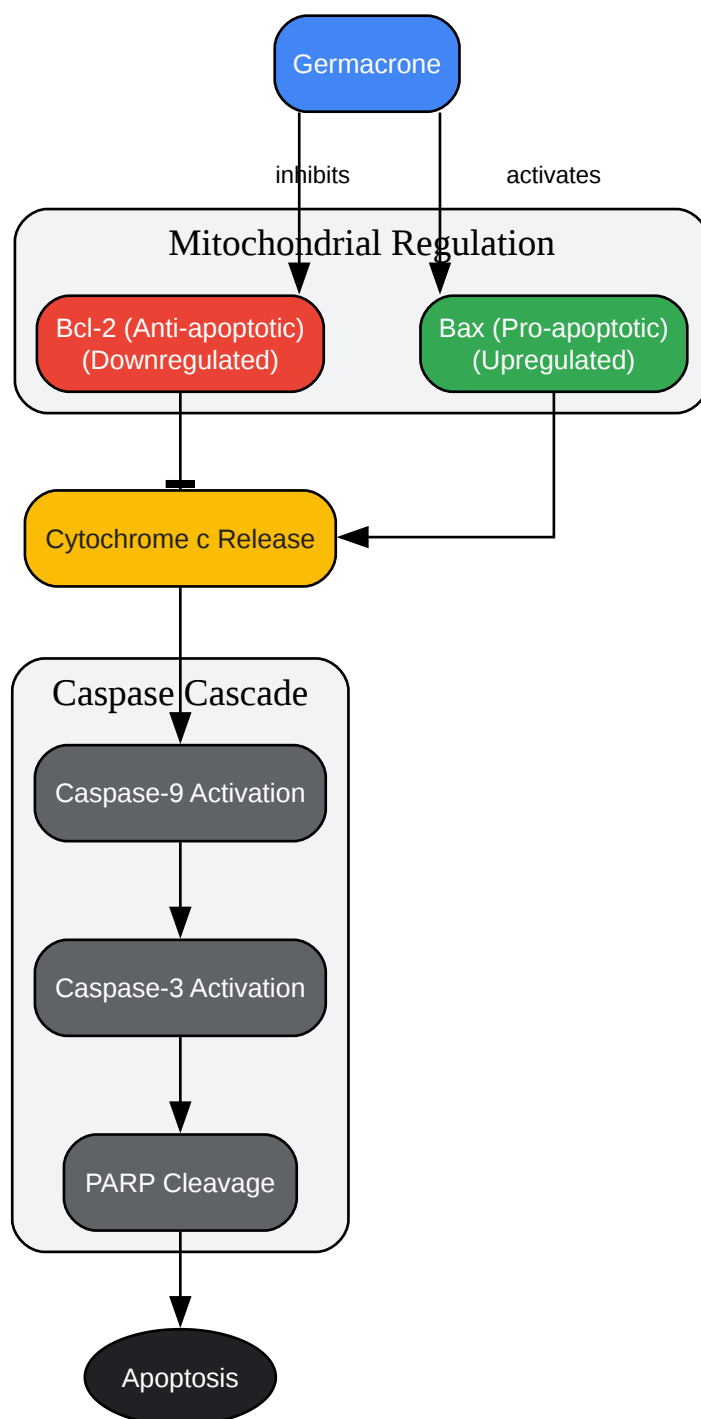 Germacrone
inhibits
activates
Mitochondrial Regulation
Bcl-2 (Anti-apoptotic)
(Downregulated)
Bax (Pro-apoptotic)
(Upregulated)
Cytochrome c Release
Caspase Cascade
Caspase-9 Activation
Caspase-3 Activation
PARP Cleavage
Apoptosis